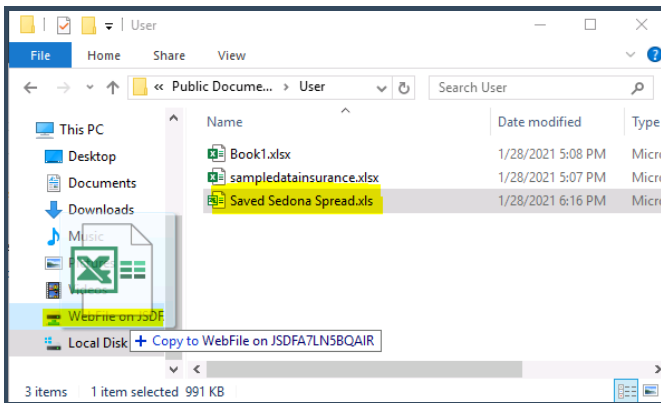 User
File Home Share View
« Public Docume... > User
Search User
This PC
Desktop
Documents
Downloads
Music
Videos
WebFile on JSDF
Local Disk
Name Date modified Type
Book1.xlsx 1/28/2021 5:08 PM Micro
sampledatainsurance.xlsx 1/28/2021 5:07 PM Micro
Saved Sedona Spread.xls 1/28/2021 6:16 PM Micro
+ Copy to WebFile on JSDFA7LN5BQAIR
3 items 1 item selected 991 KB